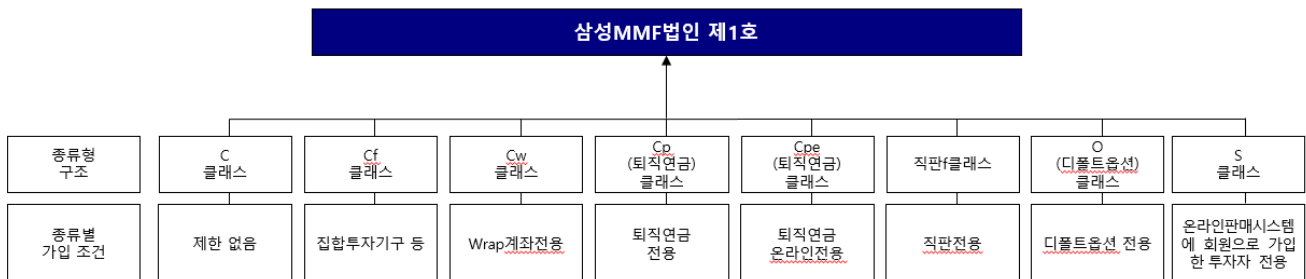 삼성MMF법인 제1호
종류형
구조
C
클래스
Cf
클래스
Cw
클래스
Cp
(퇴직연금)
클래스
Cpe
(퇴직연금)
클래스
직판f클래스
O
(디폴트옵션)
클래스
S
클래스
종류별
가입 조건
제한 없음
집합투자기구 등
Wrap계좌전용
퇴직연금
전용
퇴직연금
온라인전용
직판전용
디폴트옵션 전용
온라인판매시스템
에 회원으로 가입
한 투자자 전용